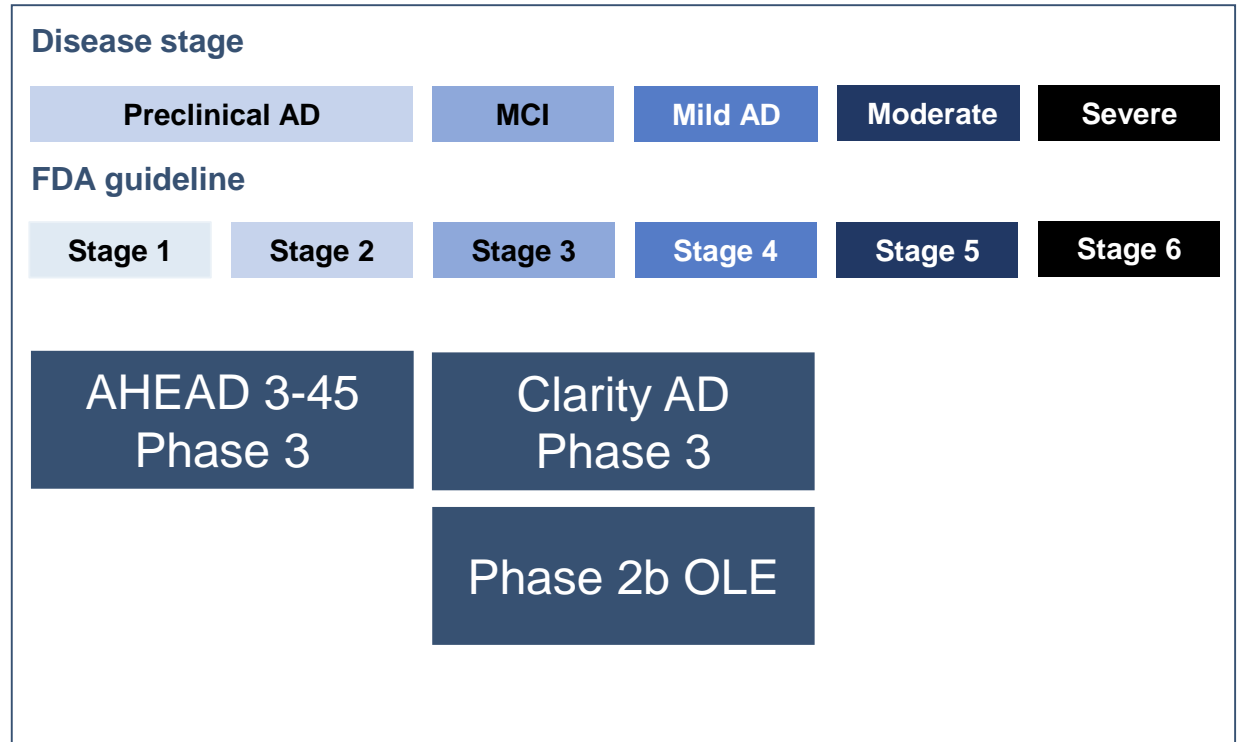 Disease stage
Preclinical AD
MCI
Mild AD
Moderate
Severe
FDA guideline
Stage 1
Stage 2
Stage 3
Stage 4
Stage 5
Stage 6
AHEAD 3-45
Phase 3
Clarity AD
Phase 3
Phase 2b OLE